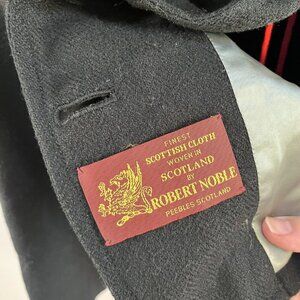 FINEST
SCOTTISH CLOTH
WOVEN IN
SCOTLAND
BY
ROBERT NOBLE
PEEBLES SCOTLAND